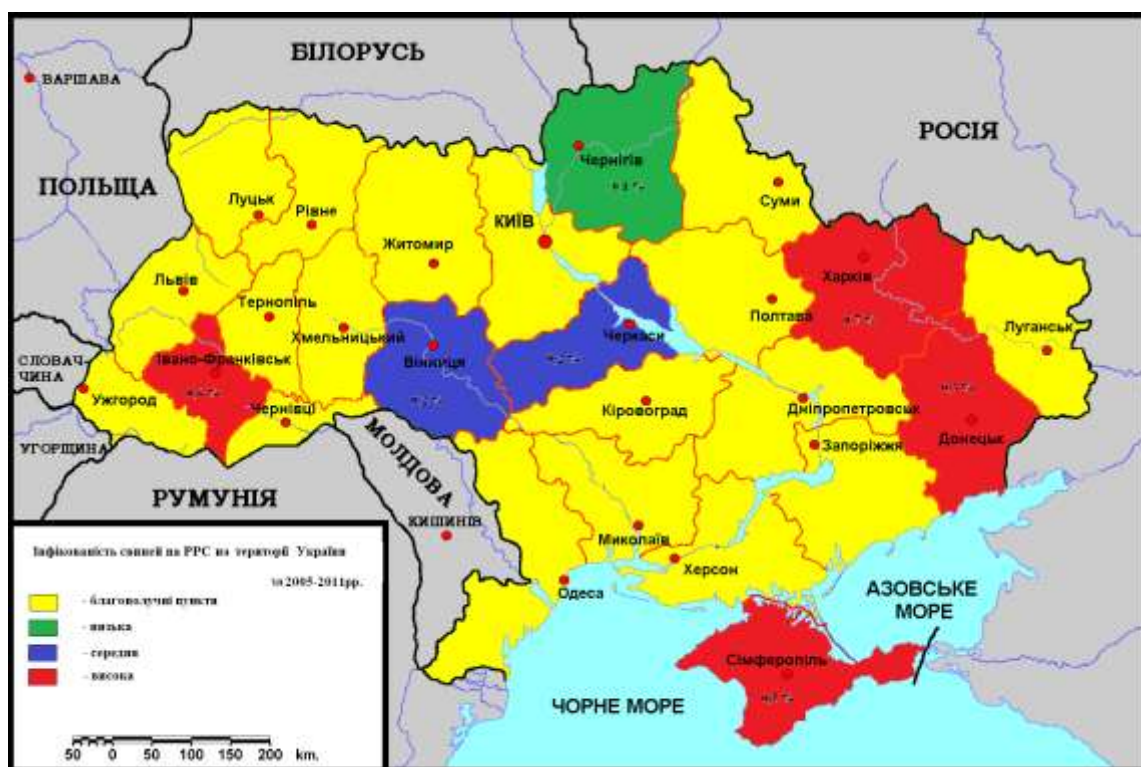 БІЛОРУСЬ
ВАРШАВА
РОСІЯ
ПОЛЬЩА
Чернігів
Луцьк
Рівне
КИЇВ
Суми
Житомир
Харків
Львів
Тернопіль
Хмельницький
Полтава
Луганськ
Черкаси
СЛОВАЧ-
ЧИНА
Івано-Франківськ
Вінниця
Ужгород
Чернівці
Кіровоград
Дніпропетровськ
УГОРЩИНА
МОЛДОВА
Запоріжжя
Донецьк
РУМУНІЯ
КИШИНІВ
Миколаїв
Херсон
Одеса
АЗОВСЬКЕ
МОРЕ
Сімферопіль
ЧОРНЕ МОРЕ
Інфікованість свиней на РРС на території України
за 2005-2011рр.
- благополучні пункти
- низька
- середня
- висока
50 0 50 100 150 200 km.